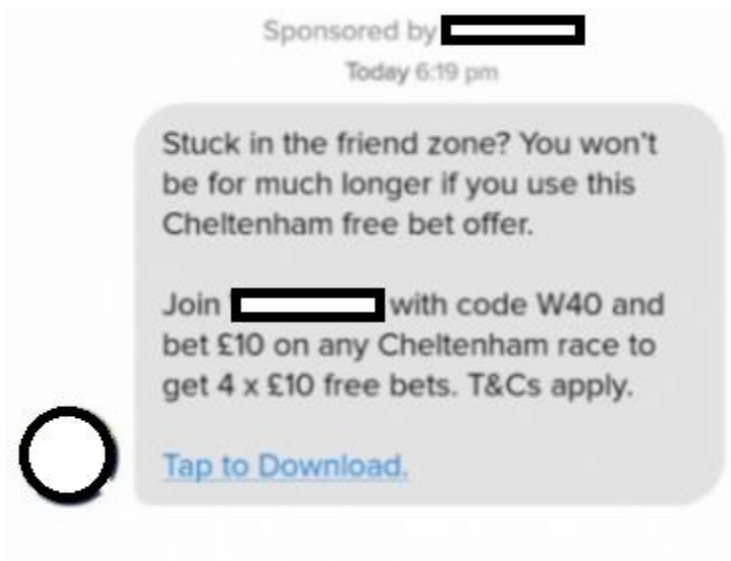 Sponsored by
Today 6:19 pm
Stuck in the friend zone? You won't
be for much longer if you use this
Cheltenham free bet offer.
Join with code W40 and
bet £10 on any Cheltenham race to
get 4 x £10 free bets. T&Cs apply.
Tap to Download.